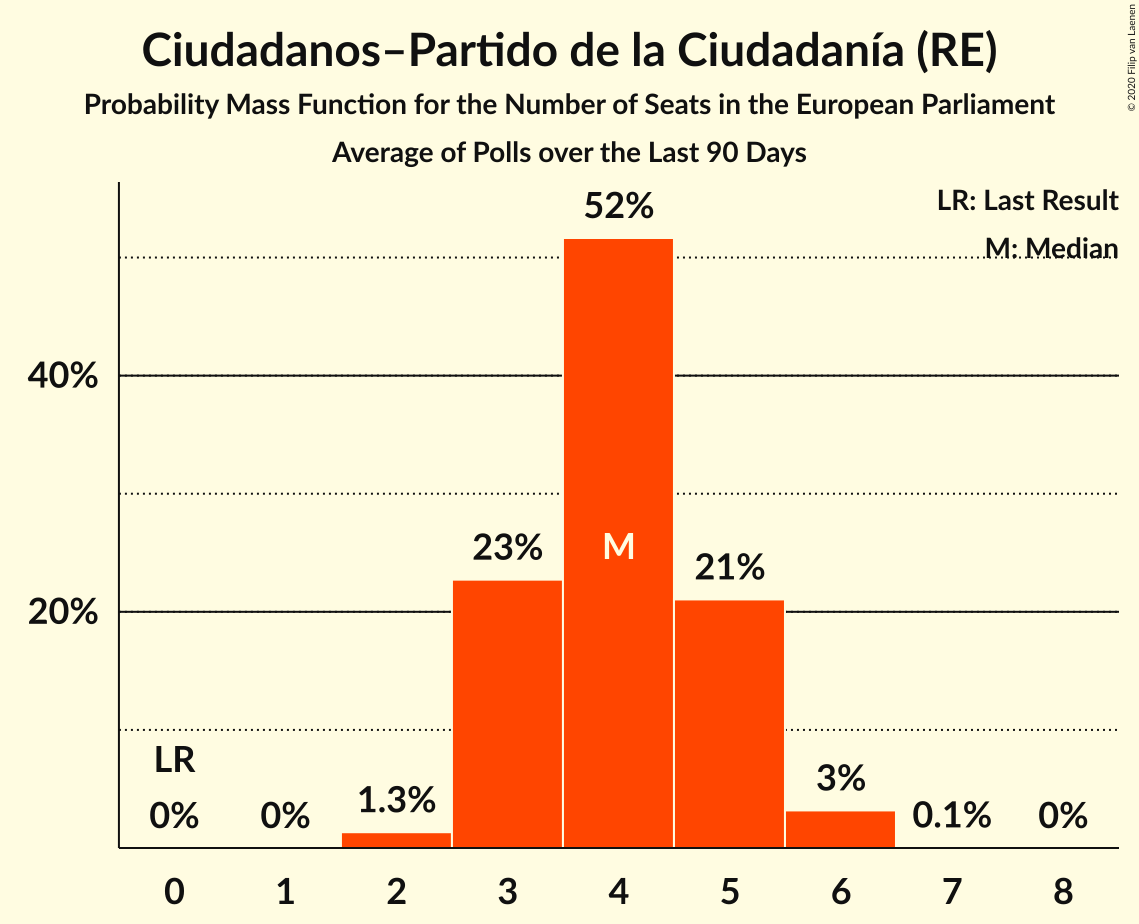 Ciudadanos–Partido de la Ciudadanía (RE)
Probability Mass Function for the Number of Seats in the European Parliament
Average of Polls over the Last 90 Days
© 2020 Filip van Laenen
LR: Last Result
M: Median
52%
40%
23%
M
21%
20%
LR
0%
0%
1.3%
3%
0.1%
0%
0 1 2 3 4 5 6 7 8